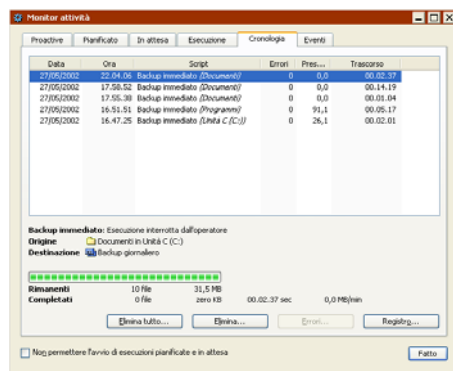 Monitor attività
Proactive Pianificato In attesa Esecuzione Cronologia Eventi
Data Ora Script Errori Pres... Trascorso
27/05/2002 22.04.06 Backup immediato (Documenti) 0 0,0 00.02.37
27/05/2002 17.58.52 Backup immediato (Documenti) 0 0,0 00.14.19
27/05/2002 17.55.38 Backup immediato (Documenti) 0 0,0 00.01.04
27/05/2002 16.51.51 Backup immediato (Programmi) 0 91,1 00.05.17
27/05/2002 16.47.25 Backup immediato (Unità C (C:)) 0 26,1 00.02.01
Backup immediato: Esecuzione interrotta dall'operatore
Origine Documenti in Unità C (C:)
Destinazione Backup giornaliero
Rimanenti 10 file 31,5 MB
Completati 0 file zero KB 00.02.37 sec 0,0 MB/min
Elimina tutto... Elimina... Errori... Registro...
Non permettere l'avvio di esecuzioni pianificate e in attesa
Fatto